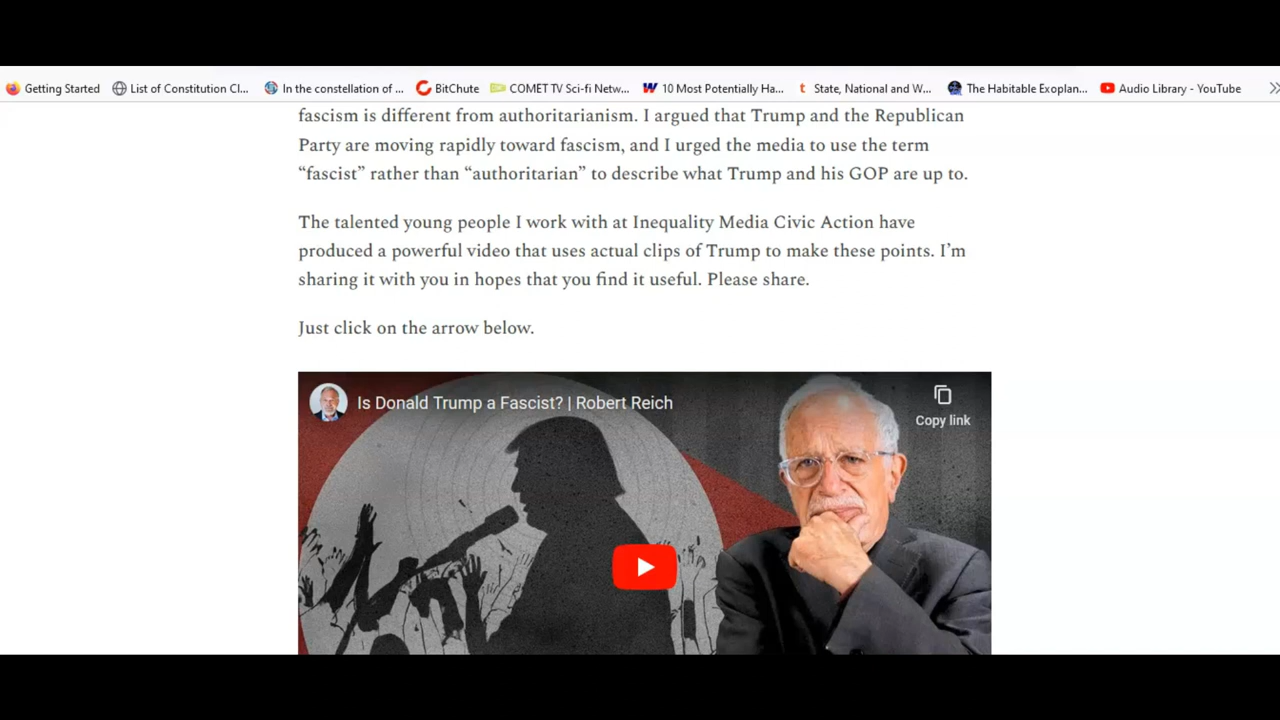 Getting Started List of Constitution Cl... In the constellation of ... BitChute COMET TV Sci-fi Netw... 10 Most Potentially Ha... State, National and W... The Habitable Exoplan... Audio Library - YouTube
fascism is different from authoritarianism. I argued that Trump and the Republican
Party are moving rapidly toward fascism, and I urged the media to use the term
“fascist” rather than “authoritarian” to describe what Trump and his GOP are up to.
The talented young people I work with at Inequality Media Civic Action have
produced a powerful video that uses actual clips of Trump to make these points. I’m
sharing it with you in hopes that you find it useful. Please share.
Just click on the arrow below.
Is Donald Trump a Fascist? | Robert Reich
Copy link